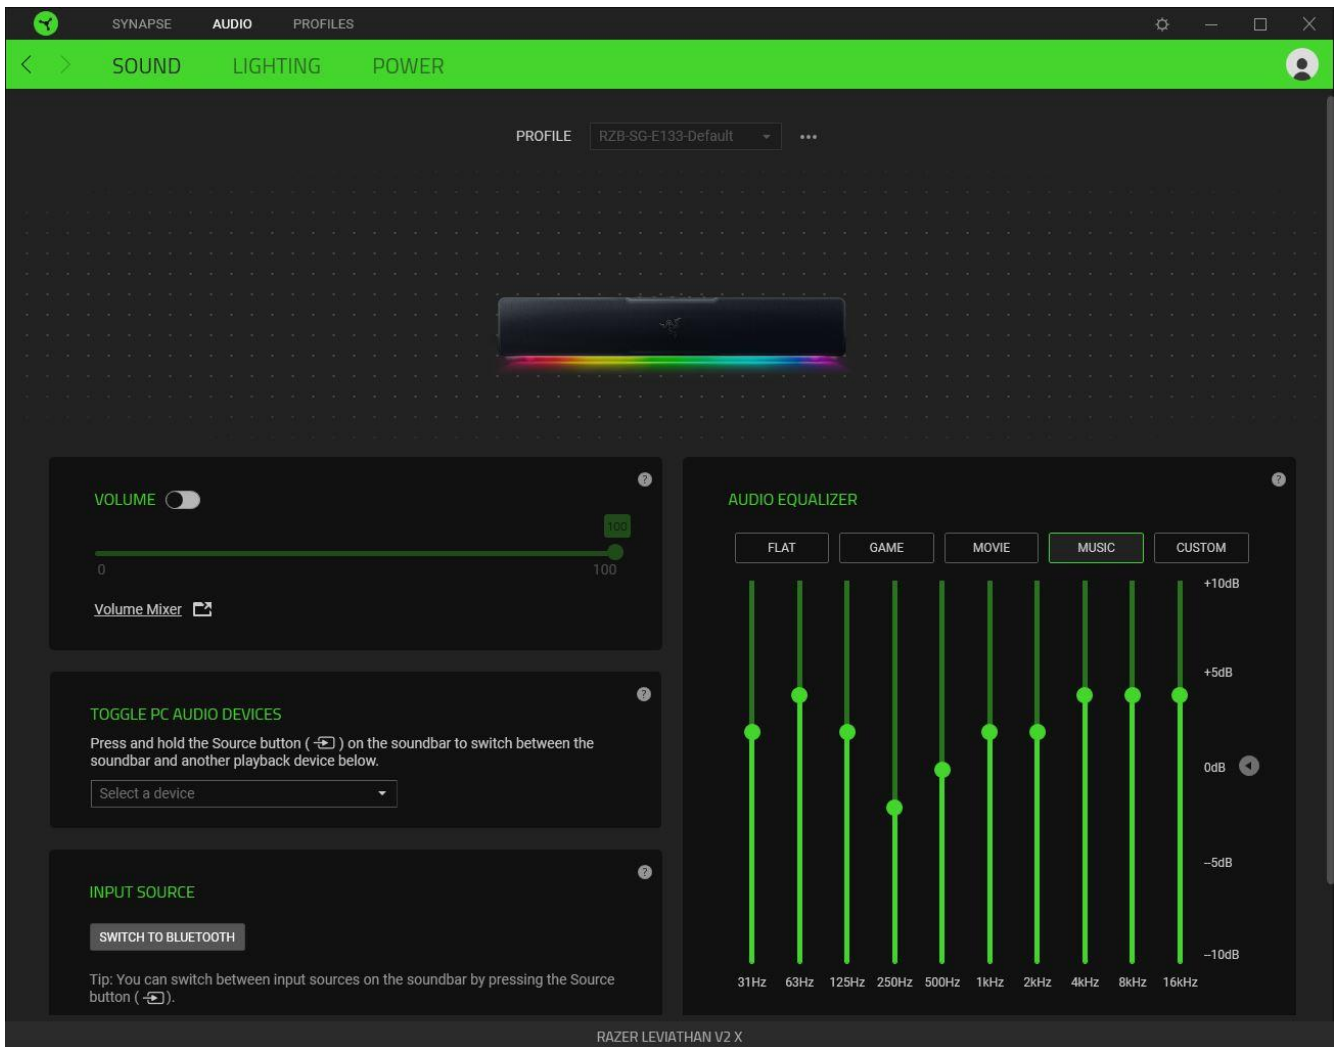 SYNAPSE AUDIO PROFILES
SOUND LIGHTING POWER
PROFILE RZB-SG-E133-Default
VOLUME
100
0 100
Volume Mixer
TOGGLE PC AUDIO DEVICES
Press and hold the Source button ( ) on the soundbar to switch between the
soundbar and another playback device below.
Select a device
INPUT SOURCE
SWITCH TO BLUETOOTH
Tip: You can switch between input sources on the soundbar by pressing the Source
button ( ).
AUDIO EQUALIZER
FLAT GAME MOVIE MUSIC CUSTOM
+10dB
+5dB
0dB
–5dB
–10dB
31Hz 63Hz 125Hz 250Hz 500Hz 1kHz 2kHz 4kHz 8kHz 16kHz
RAZER LEVIATHAN V2 X